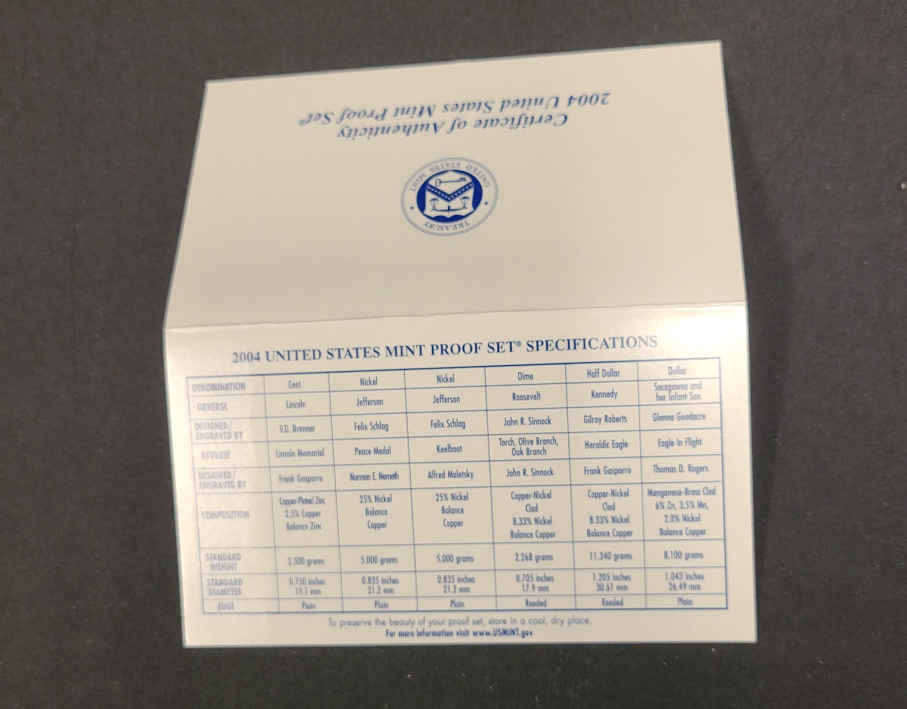 Certificate of Authenticity
2004 United States Mint Proof Set®
UNITED STATES MINT
TREASURY
2004 UNITED STATES MINT PROOF SET® SPECIFICATIONS
DENOMINATION Cent Nickel Nickel Dime Half Dollar Dollar
OBVERSE Lincoln Jefferson Jefferson Roosevelt Kennedy Sacagawea and
her Infant Son
DESIGNED/
ENGRAVED BY V.D. Brenner Felix Schlag Felix Schlag John R. Sinnock Gilroy Roberts Glenna Goodacre
REVERSE Lincoln Memorial Peace Medal Keelboat Torch, Olive Branch,
Oak Branch Heraldic Eagle Eagle In Flight
DESIGNED/
ENGRAVED BY Frank Gasparro Norman E. Nemeth Alfred Maletsky John R. Sinnock Frank Gasparro Thomas D. Rogers
COMPOSITION Copper-Plated Zinc 25% Nickel 25% Nickel Copper-Nickel Copper-Nickel Manganese-Brass Clad
2.5% Copper Balance Balance Clad Clad 6% Zn, 3.5% Mn,
Balance Zinc Copper Copper 8.33% Nickel 8.33% Nickel 2.0% Nickel
Balance Copper Balance Copper Balance Copper
STANDARD
WEIGHT 2.500 grams 5.000 grams 5.000 grams 2.268 grams 11.340 grams 8.100 grams
STANDARD 0.750 inches 0.835 inches 0.835 inches 0.705 inches 1.205 inches 1.043 inches
DIAMETER 19.1 mm 21.2 mm 21.2 mm 17.9 mm 30.61 mm 26.49 mm
EDGE Plain Plain Plain Reeded Reeded Plain
To preserve the beauty of your proof set, store in a cool, dry place.
For more information visit www.USMINT.gov